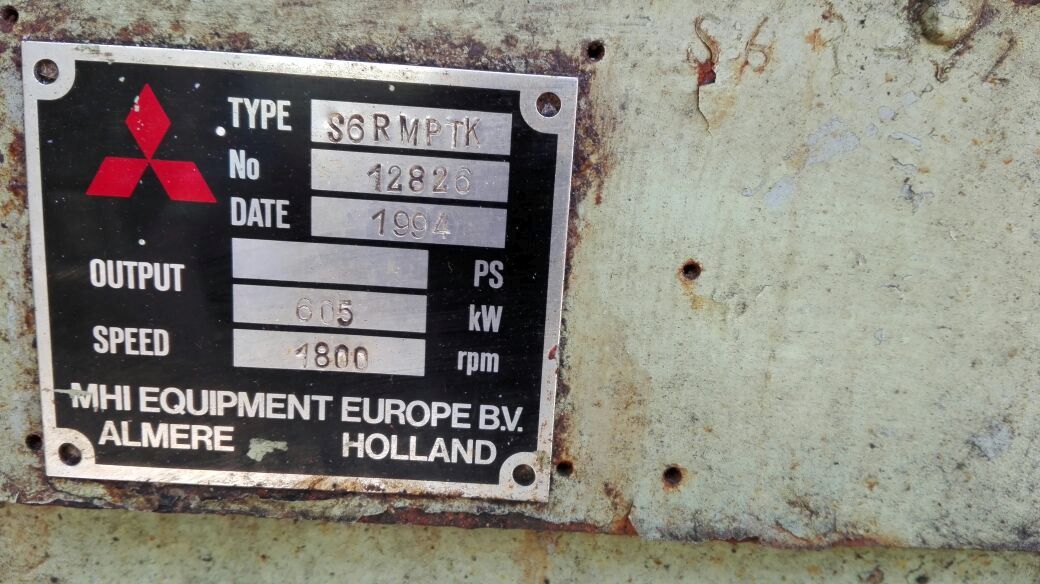 TYPE S6RMPTK
No 12826
DATE 1994
OUTPUT PS
605 kW
SPEED 1800 rpm
MHI EQUIPMENT EUROPE B.V.
ALMERE HOLLAND